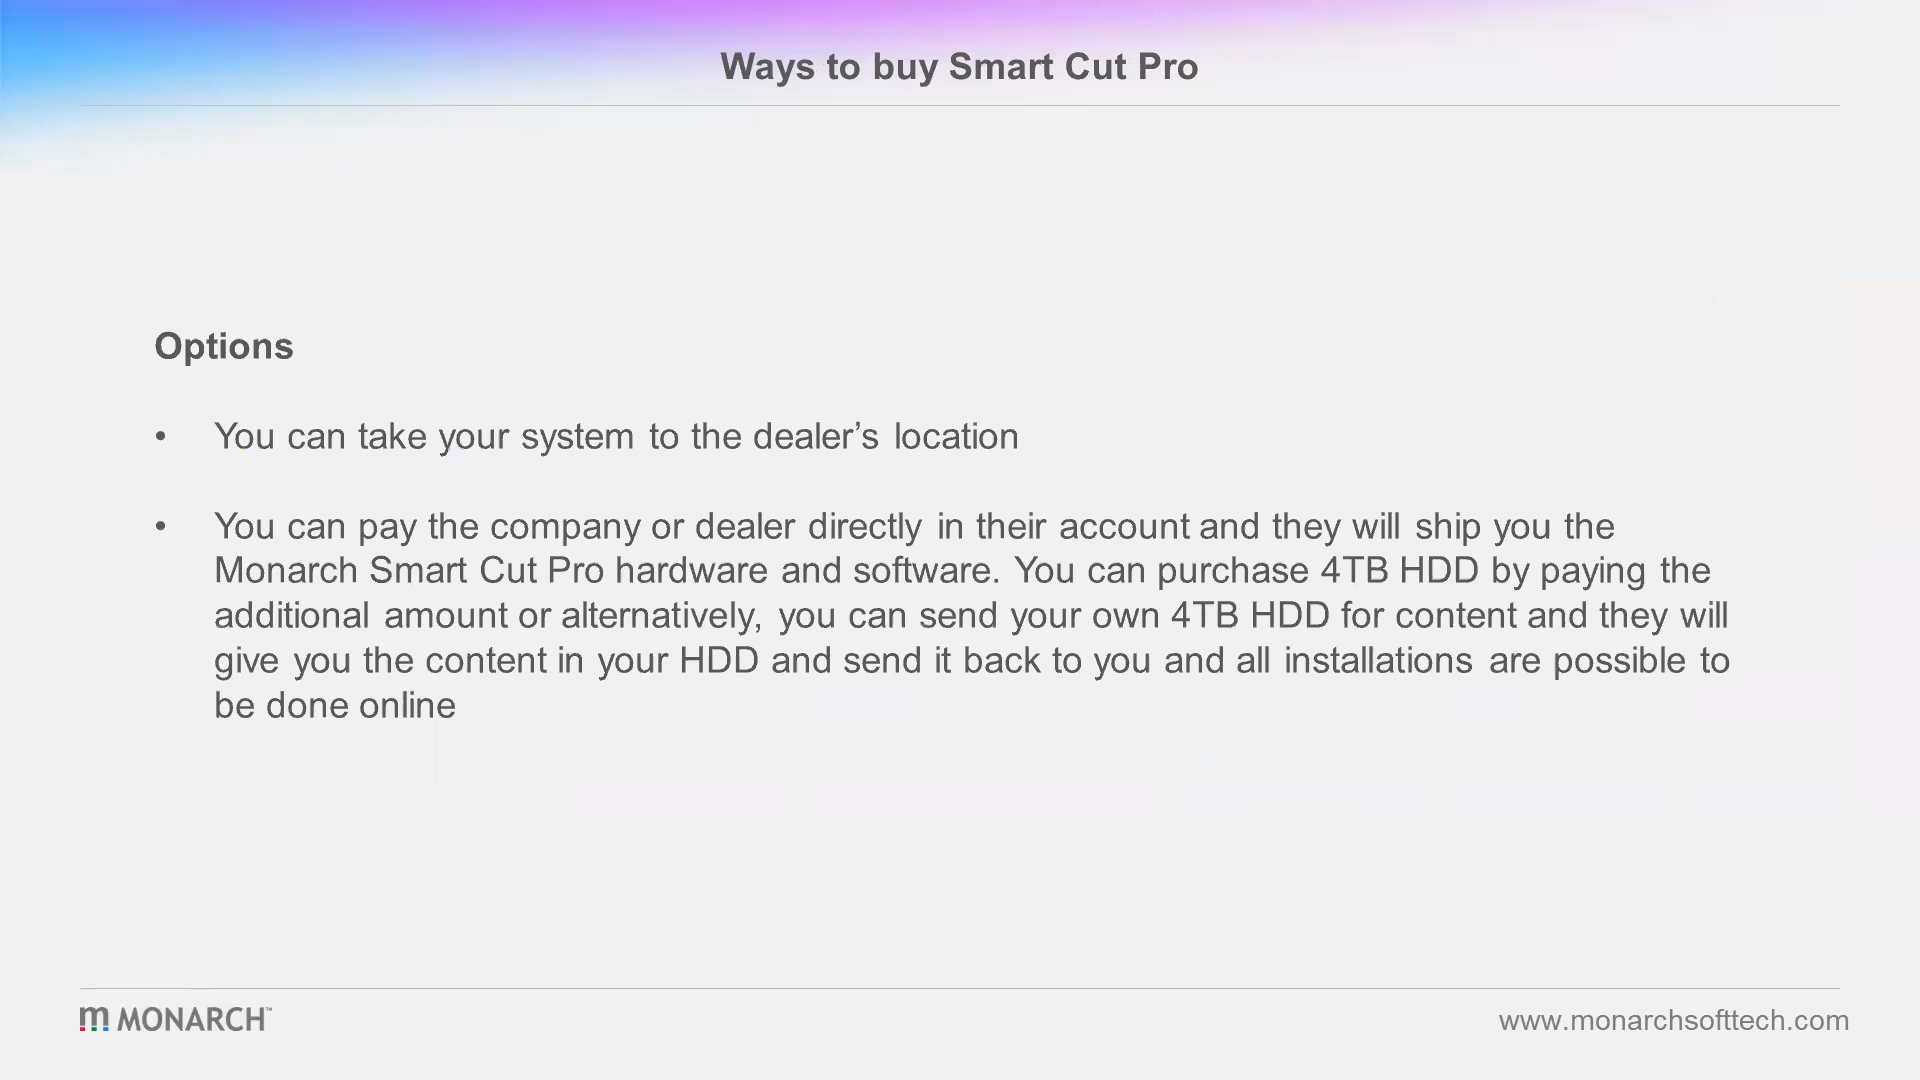 Ways to buy Smart Cut Pro
Options
• You can take your system to the dealer’s location
• You can pay the company or dealer directly in their account and they will ship you the
Monarch Smart Cut Pro hardware and software. You can purchase 4TB HDD by paying the
additional amount or alternatively, you can send your own 4TB HDD for content and they will
give you the content in your HDD and send it back to you and all installations are possible to
be done online
m MONARCH™
www.monarchsofttech.com